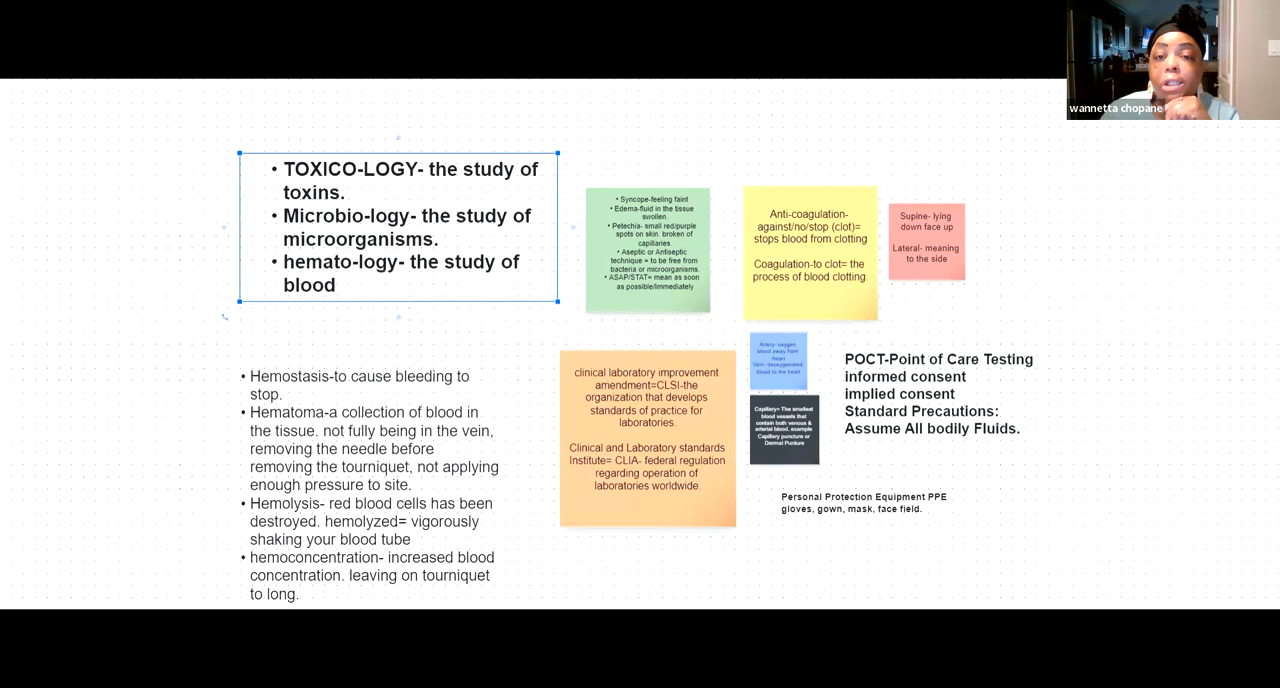 wannetta chopane
• TOXICO-LOGY- the study of
toxins.
• Microbio-logy- the study of
microorganisms.
• hemato-logy- the study of
blood
• Syncope-feeling faint
• Edema-fluid in the tissue
swollen.
• Petechia- small red/purple
spots on skin. broken of
capillaries.
• Aseptic or Antiseptic
technique = to be free from
bacteria or microorganisms.
• ASAP/STAT= mean as soon
as possible/Immediately
Anti-coagulation-
against/no/stop (clot)=
stops blood from clotting
Coagulation-to clot= the
process of blood clotting.
Supine- lying
down face up
Lateral- meaning
to the side
• Hemostasis-to cause bleeding to
stop.
• Hematoma-a collection of blood in
the tissue. not fully being in the vein,
removing the needle before
removing the tourniquet, not applying
enough pressure to site.
• Hemolysis- red blood cells has been
destroyed. hemolyzed= vigorously
shaking your blood tube
• hemoconcentration- increased blood
concentration. leaving on tourniquet
to long.
clinical laboratory improvement
amendment=CLSI-the
organization that develops
standards of practice for
laboratories.
Clinical and Laboratory standards
Institute= CLIA- federal regulation
regarding operation of
laboratories worldwide.
Artery- oxygen
blood away from
heart
Vein- deoxygenated
blood to the heart
Capillary= The smallest
blood vessels that
contain both venous &
arterial blood. example
Capillary puncture or
Dermal Punture
POCT-Point of Care Testing
informed consent
implied consent
Standard Precautions:
Assume All bodily Fluids.
Personal Protection Equipment PPE
gloves, gown, mask, face field.